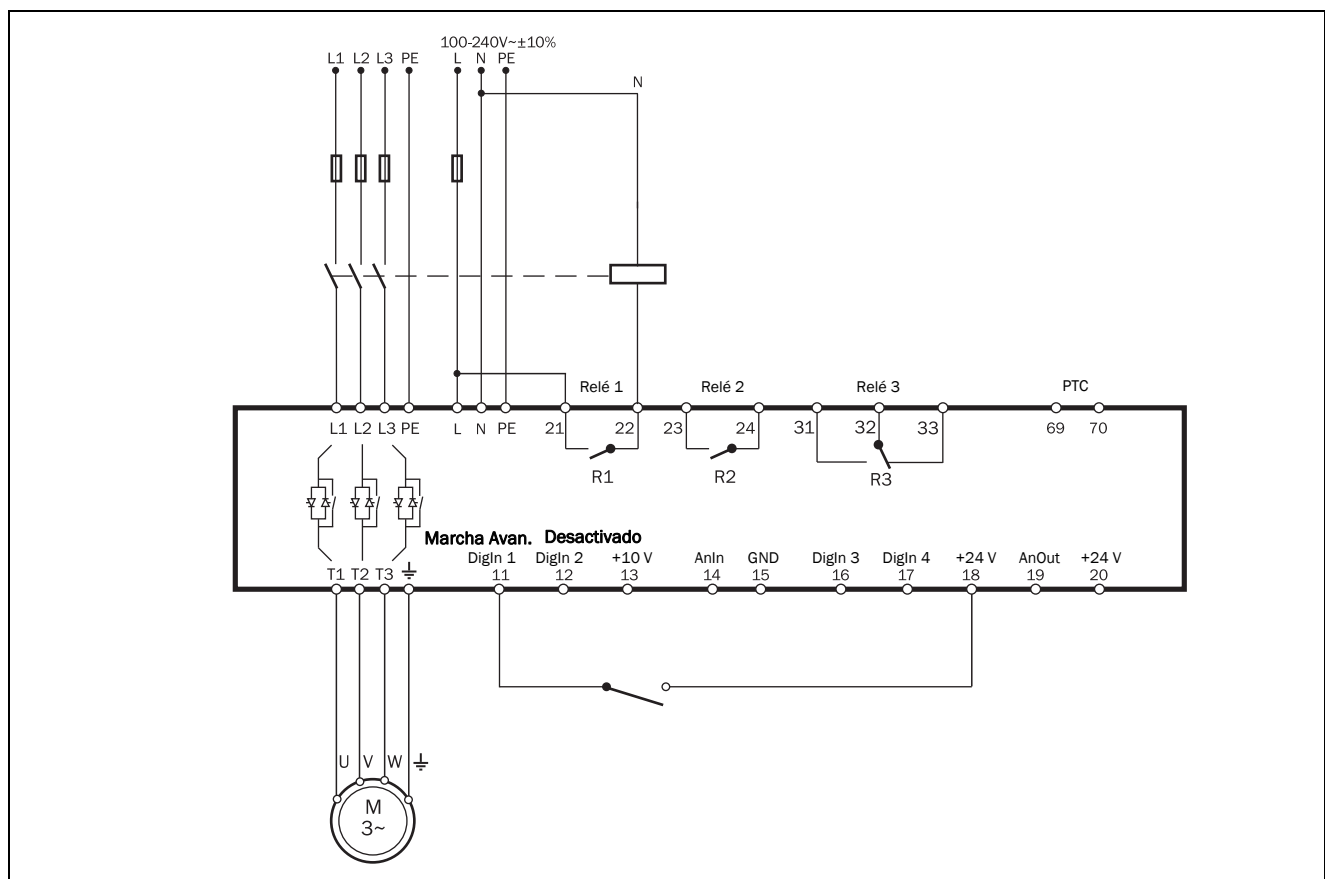 100-240V~±10%
L1 L2 L3 PE L N PE
N
Relé 1 Relé 2 Relé 3 PTC
L1 L2 L3 PE L N PE 21 22 23 24 31 32 33 69 70
R1 R2 R3
Marcha Avan. Desactivado
DigIn 1 DigIn 2 +10 V AnIn GND DigIn 3 DigIn 4 +24 V AnOut +24 V
T1 T2 T3 11 12 13 14 15 16 17 18 19 20
U V W
M
3~